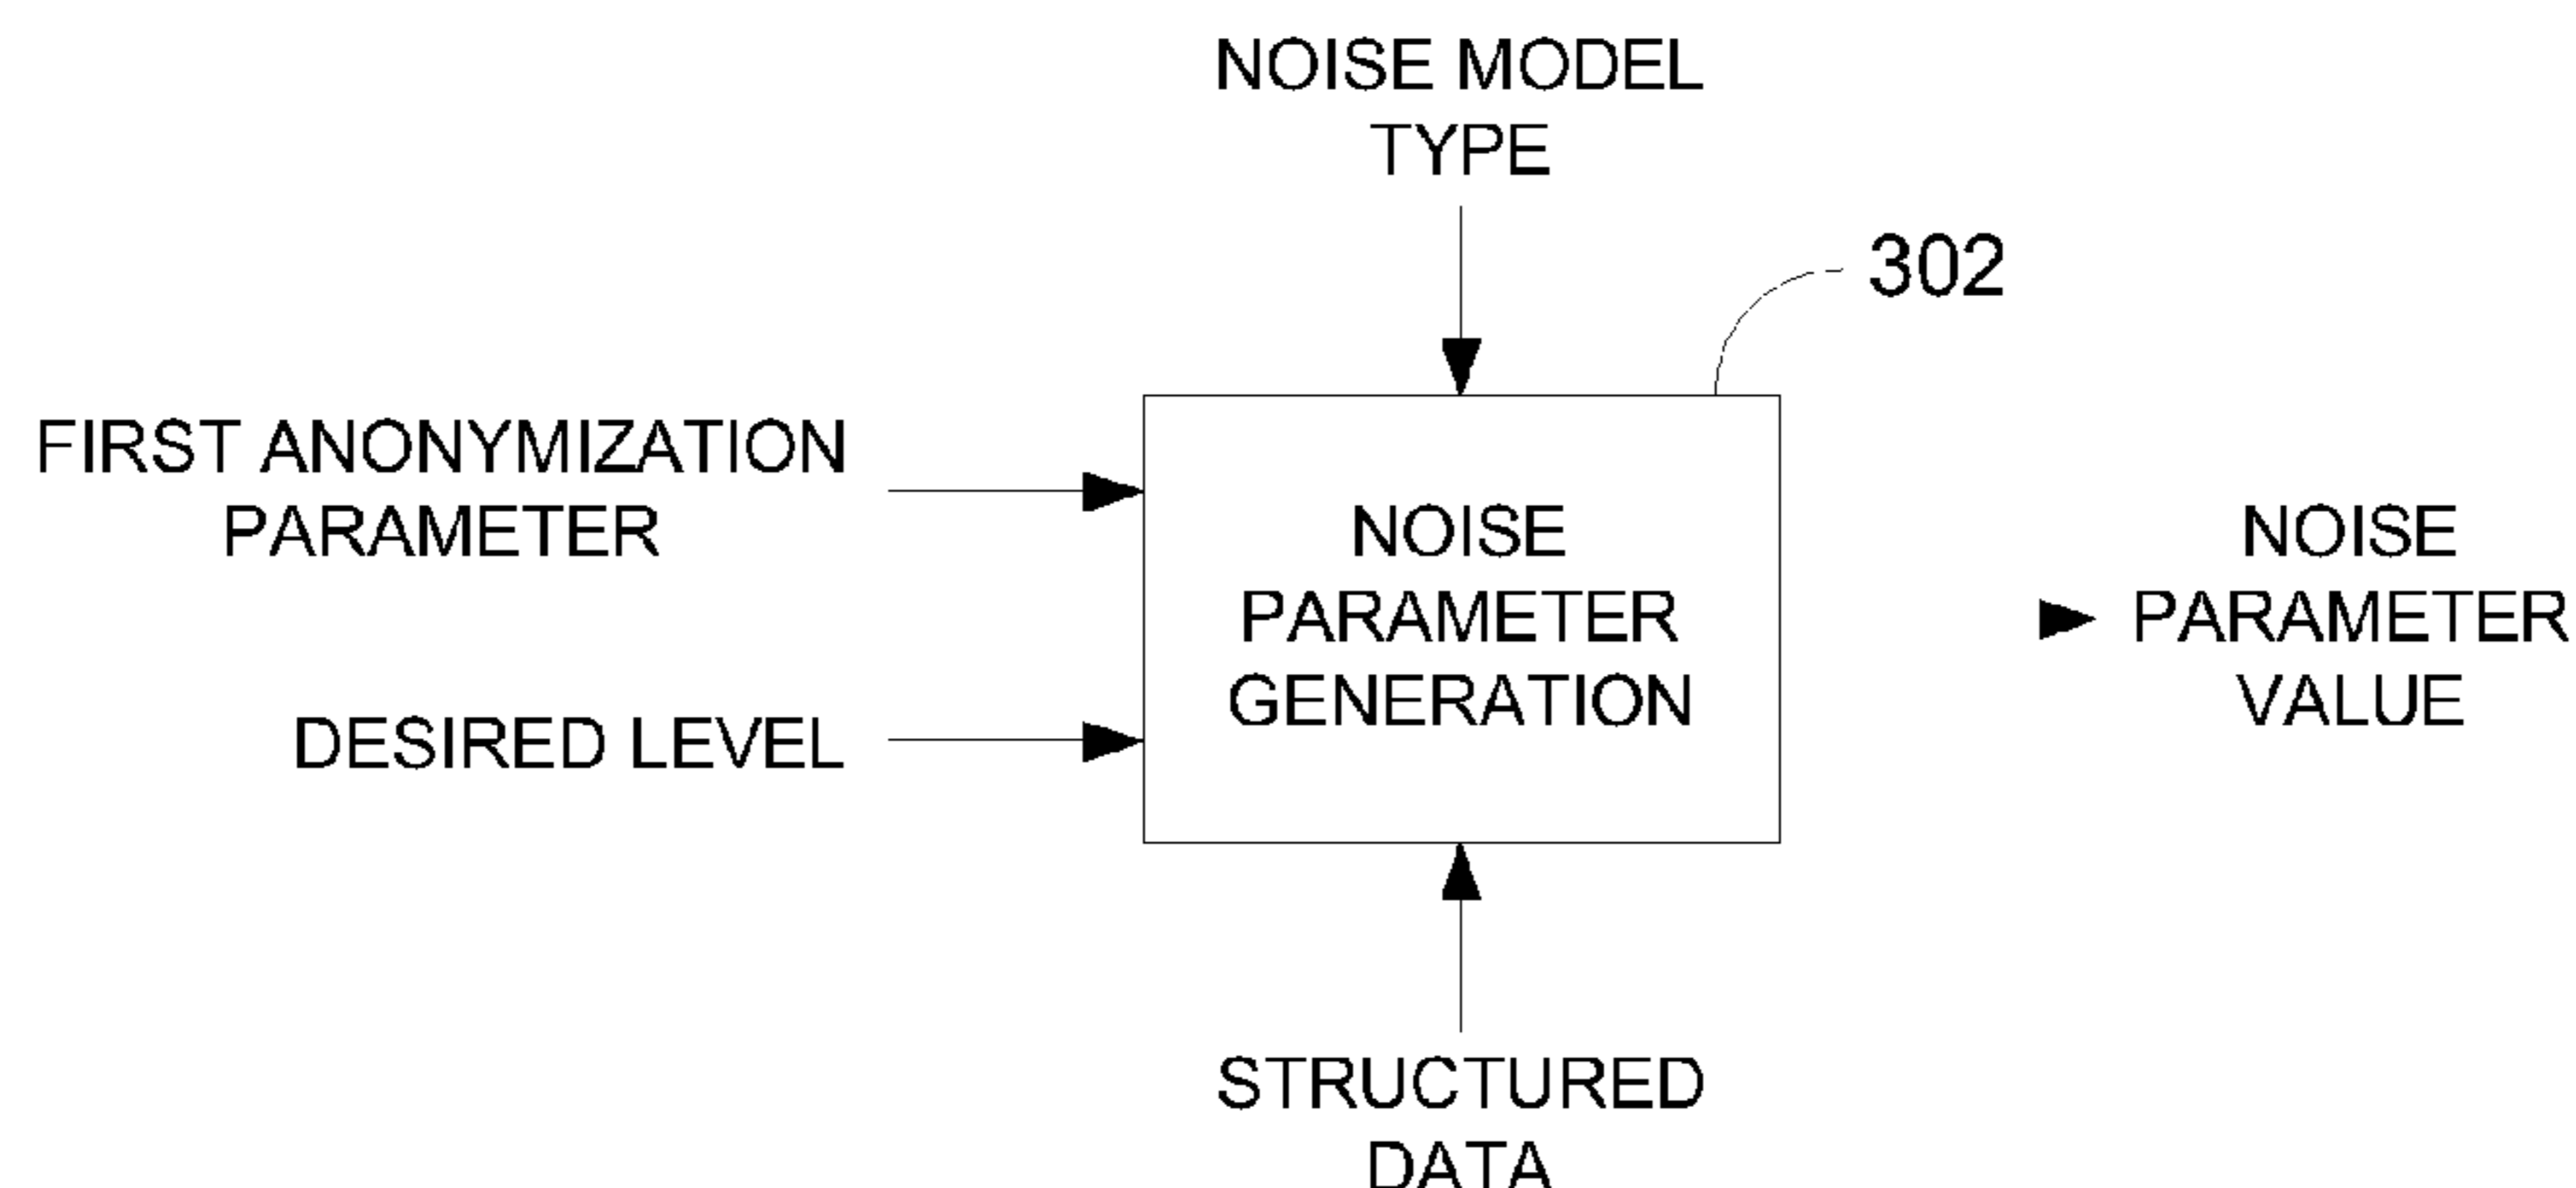 NOISE MODEL
TYPE
302
FIRST ANONYMIZATION
PARAMETER
DESIRED LEVEL
NOISE
PARAMETER
GENERATION
NOISE
PARAMETER
VALUE
STRUCTURED
DATA